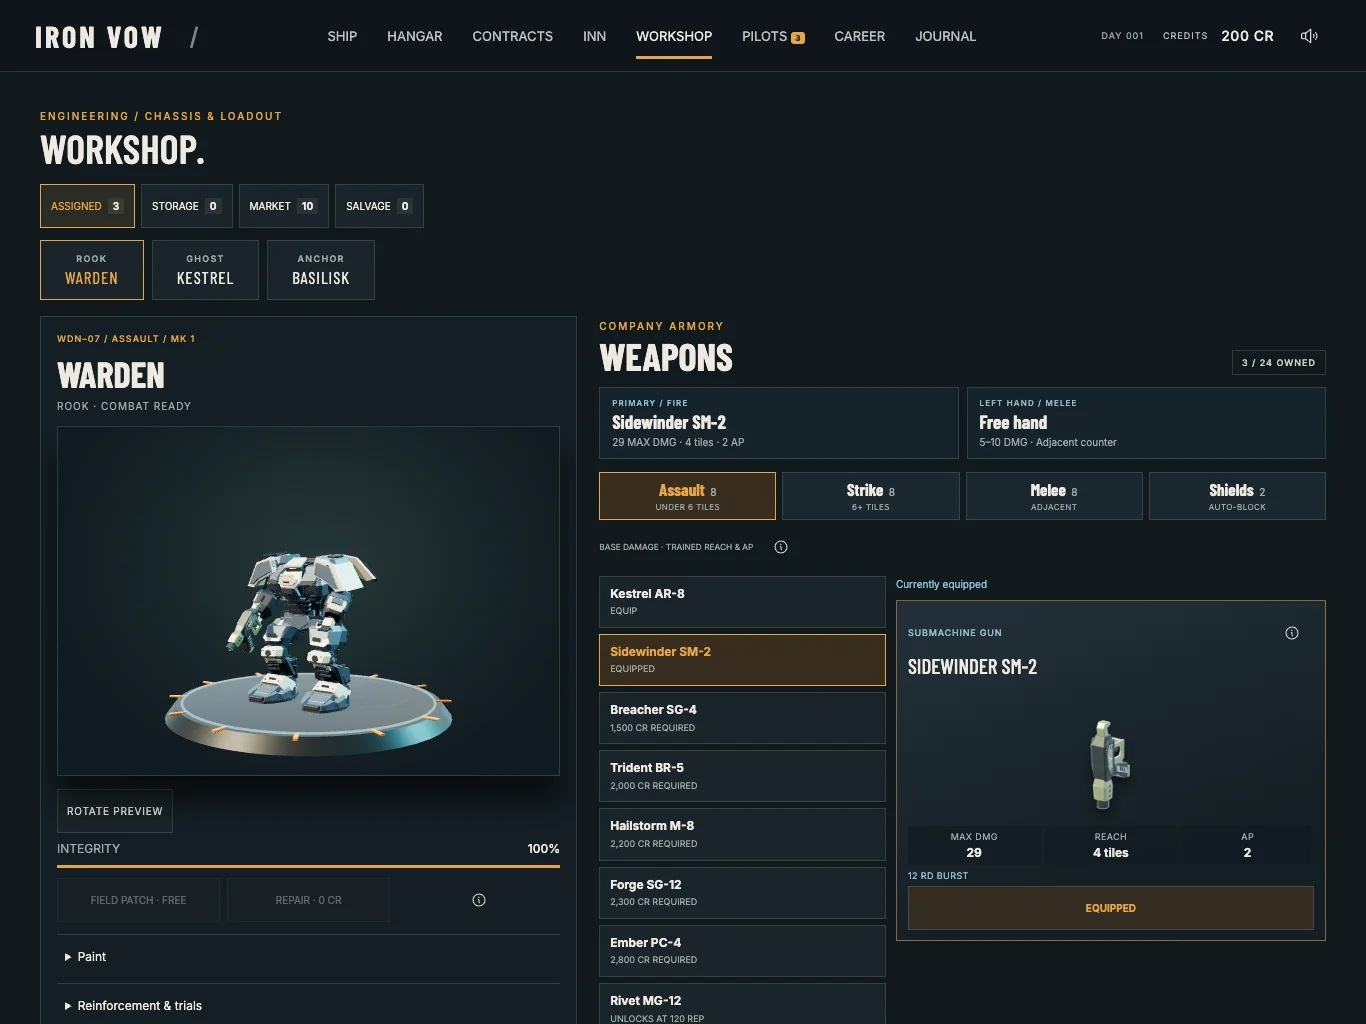 IRON VOW /
SHIP
HANGAR
CONTRACTS
INN
WORKSHOP
PILOTS 3
CAREER
JOURNAL
DAY 001
CREDITS 200 CR
ENGINEERING / CHASSIS & LOADOUT
WORKSHOP.
ASSIGNED 3
STORAGE 0
MARKET 10
SALVAGE 0
ROOK
WARDEN
GHOST
KESTREL
ANCHOR
BASILISK
WDN-07 / ASSAULT / MK 1
WARDEN
ROOK · COMBAT READY
ROTATE PREVIEW
INTEGRITY 100%
FIELD PATCH · FREE
REPAIR · 0 CR
Paint
Reinforcement & trials
COMPANY ARMORY
WEAPONS
3 / 24 OWNED
PRIMARY / FIRE
Sidewinder SM-2
29 MAX DMG · 4 tiles · 2 AP
LEFT HAND / MELEE
Free hand
5–10 DMG · Adjacent counter
Assault 8
UNDER 6 TILES
Strike 8
6+ TILES
Melee 8
ADJACENT
Shields 2
AUTO-BLOCK
BASE DAMAGE · TRAINED REACH & AP
Kestrel AR-8
EQUIP
Sidewinder SM-2
EQUIPPED
Breacher SG-4
1,500 CR REQUIRED
Trident BR-5
2,000 CR REQUIRED
Hailstorm M-8
2,200 CR REQUIRED
Forge SG-12
2,300 CR REQUIRED
Ember PC-4
2,800 CR REQUIRED
Rivet MG-12
UNLOCKS AT 120 REP
Currently equipped
SUBMACHINE GUN
SIDEWINDER SM-2
MAX DMG
29
REACH
4 tiles
AP
2
12 RD BURST
EQUIPPED